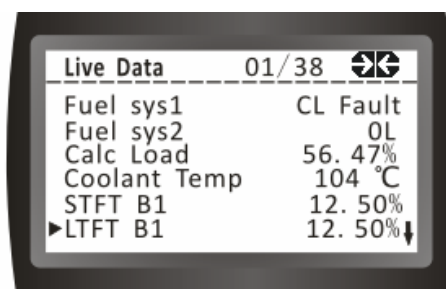 Live Data 01/38
Fuel sys1 CL Fault
Fuel sys2 OL
Calc Load 56.47%
Coolant Temp 104 ℃
STFT B1 12.50%
▶LTFT B1 12.50%